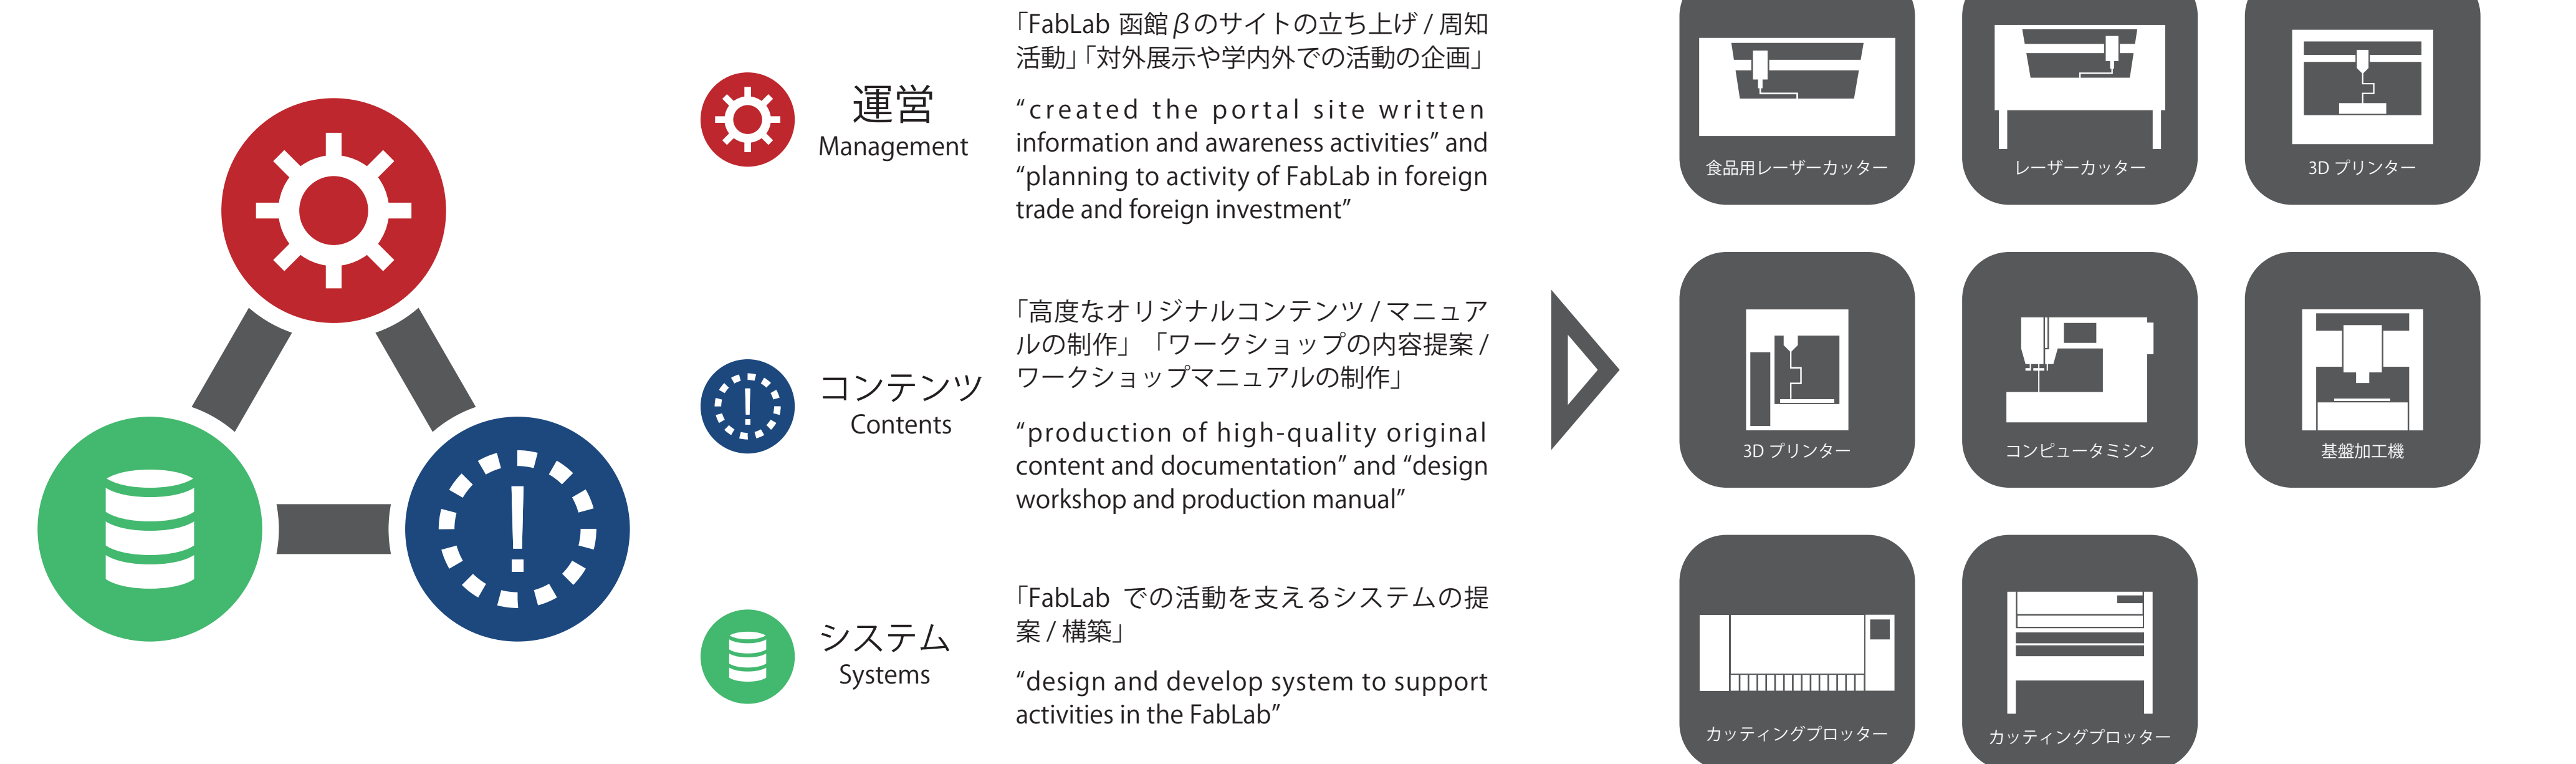 「FabLab 函館βのサイトの立ち上げ / 周知
活動」「対外展示や学内外での活動の企画」
運営
Management
“created the portal site written
information and awareness activities” and
“planning to activity of FabLab in foreign
trade and foreign investment”
「高度なオリジナルコンテンツ / マニュア
ルの制作」「ワークショップの内容提案 /
ワークショップマニュアルの制作」
コンテンツ
Contents
“production of high-quality original
content and documentation” and “design
workshop and production manual”
「FabLab での活動を支えるシステムの提
案 / 構築」
システム
Systems
“design and develop system to support
activities in the FabLab”
食品用レーザーカッター
レーザーカッター
3D プリンター
3D プリンター
コンピュータミシン
基盤加工機
カッティングプロッター
カッティングプロッター